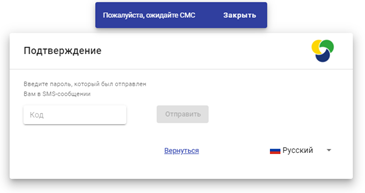 Пожалуйста, ожидайте СМС Закрыть
Подтверждение
Введите пароль, который был отправлен
Вам в SMS-сообщении
Код Отправить
Вернуться Русский